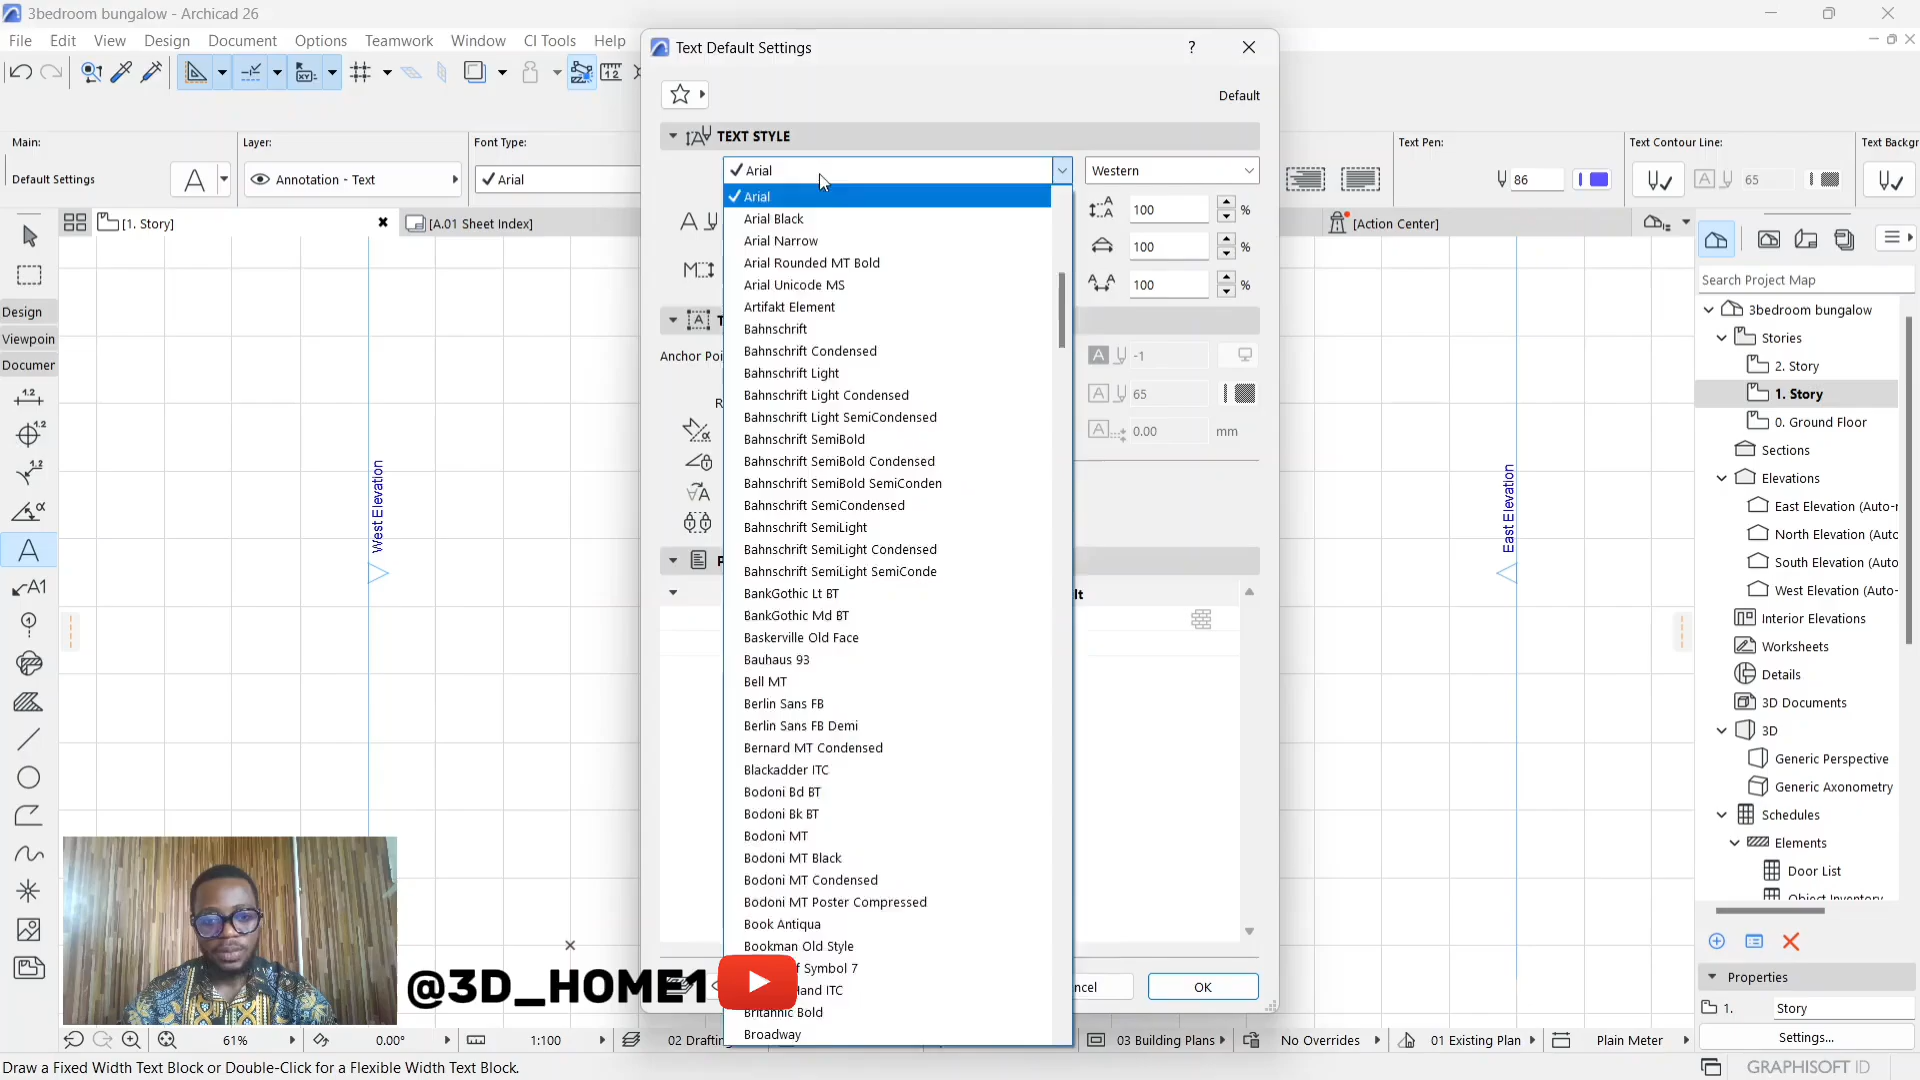 3bedroom bungalow - Archicad 26
File Edit View Design Document Options Teamwork Window CI Tools Help
Text Default Settings
?
Default
Main:
Layer:
Font Type:
Default Settings
Annotation - Text
Arial
TEXT STYLE
Arial
Western
Text Pen:
86
Text Contour Line:
65
Text Backgr
[1. Story]
[A.01 Sheet Index]
[Action Center]
100 %
100 %
100 %
Anchor Poi
-1
65
0.00 mm
Arial
Arial Black
Arial Narrow
Arial Rounded MT Bold
Arial Unicode MS
Artifakt Element
Bahnschrift
Bahnschrift Condensed
Bahnschrift Light
Bahnschrift Light Condensed
Bahnschrift Light SemiCondensed
Bahnschrift SemiBold
Bahnschrift SemiBold Condensed
Bahnschrift SemiBold SemiConden
Bahnschrift SemiCondensed
Bahnschrift SemiLight
Bahnschrift SemiLight Condensed
Bahnschrift SemiLight SemiConde
BankGothic Lt BT
BankGothic Md BT
Baskerville Old Face
Bauhaus 93
Bell MT
Berlin Sans FB
Berlin Sans FB Demi
Bernard MT Condensed
Blackadder ITC
Bodoni Bd BT
Bodoni Bk BT
Bodoni MT
Bodoni MT Black
Bodoni MT Condensed
Bodoni MT Poster Compressed
Book Antiqua
Bookman Old Style
f Symbol 7
and ITC
Britannic Bold
Broadway
ncel
OK
Design
Viewpoin
Documer
West Elevation
East Elevation
Search Project Map
3bedroom bungalow
Stories
2. Story
1. Story
0. Ground Floor
Sections
Elevations
East Elevation (Auto-r
North Elevation (Autc
South Elevation (Auto
West Elevation (Auto-
Interior Elevations
Worksheets
Details
3D Documents
3D
Generic Perspective
Generic Axonometry
Schedules
Elements
Door List
Object Inventory
Properties
1. Story
Settings...
@3D_HOME1
61%
0.00°
1:100
02 Drafting
03 Building Plans
No Overrides
01 Existing Plan
Plain Meter
Draw a Fixed Width Text Block or Double-Click for a Flexible Width Text Block.
GRAPHISOFT ID